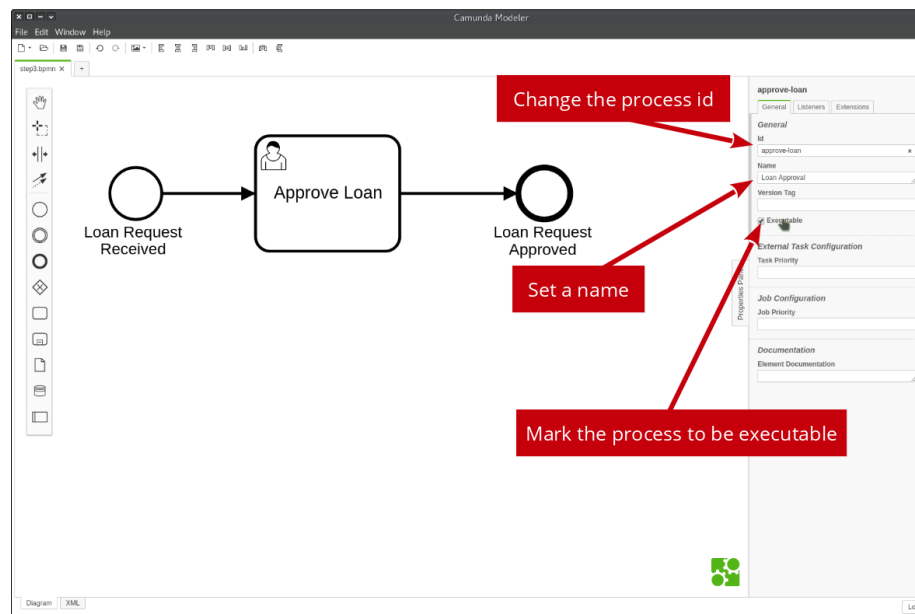 Camunda Modeler
File Edit Window Help
step3.bpmn × +
Change the process id
approve-loan
General Listeners Extensions
General
Id
approve-loan ×
Name
Loan Approval
Version Tag
Executable
Approve Loan
Loan Request
Received
Loan Request
Approved
Set a name
External Task Configuration
Task Priority
Job Configuration
Job Priority
Documentation
Element Documentation
Mark the process to be executable
Diagram XML